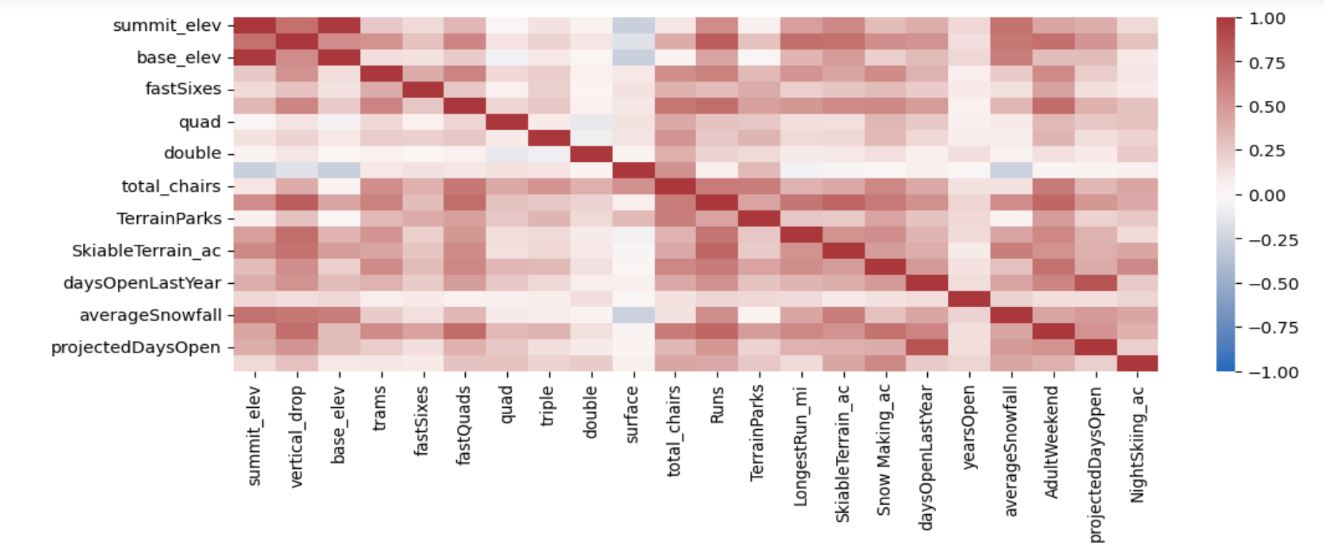 summit_elev
base_elev
fastSixes
quad
double
total_chairs
TerrainParks
SkiableTerrain_ac
daysOpenLastYear
averageSnowfall
projectedDaysOpen
summit_elev
vertical_drop
base_elev
trams
fastSixes
fastQuads
quad
triple
double
surface
total_chairs
Runs
TerrainParks
LongestRun_mi
SkiableTerrain_ac
Snow Making_ac
daysOpenLastYear
yearsOpen
averageSnowfall
AdultWeekend
projectedDaysOpen
NightSkiing_ac
1.00
0.75
0.50
0.25
0.00
−0.25
−0.50
−0.75
−1.00